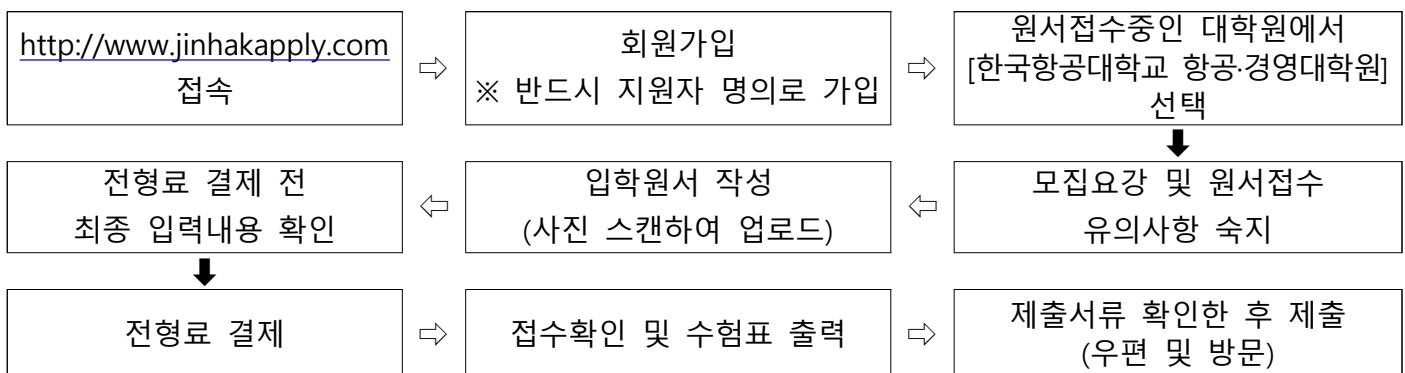 http://www.jinhakapply.com
접속
⇨
회원가입
※ 반드시 지원자 명의로 가입
⇨
원서접수중인 대학원에서
[한국항공대학교 항공·경영대학원]
선택
모집요강 및 원서접수
유의사항 숙지
⇦
입학원서 작성
(사진 스캔하여 업로드)
⇦
전형료 결제 전
최종 입력내용 확인
전형료 결제
⇨
접수확인 및 수험표 출력
⇨
제출서류 확인한 후 제출
(우편 및 방문)